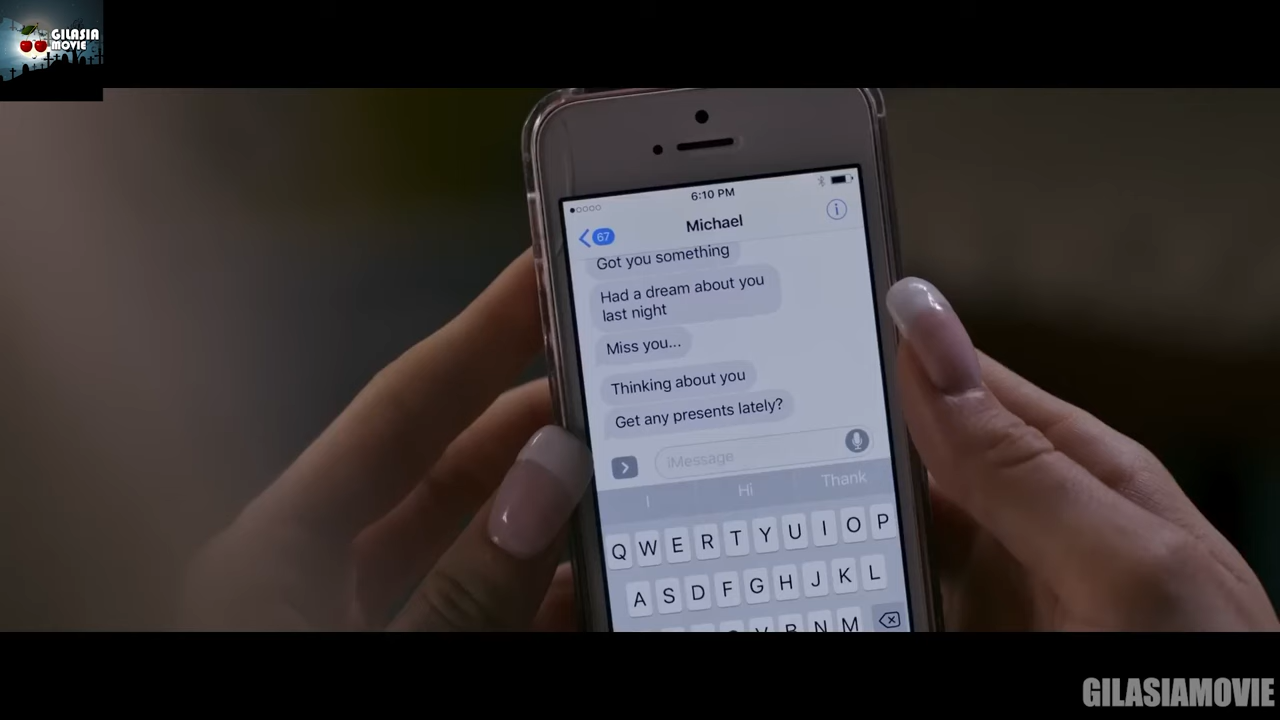 GILASIA
MOVIE
6:10 PM
67
Michael
Got you something
Had a dream about you
last night
Miss you...
Thinking about you
Get any presents lately?
iMessage
I Hi Thank
Q W E R T Y U I O P
A S D F G H J K L
V B N M
GILASIAMOVIE